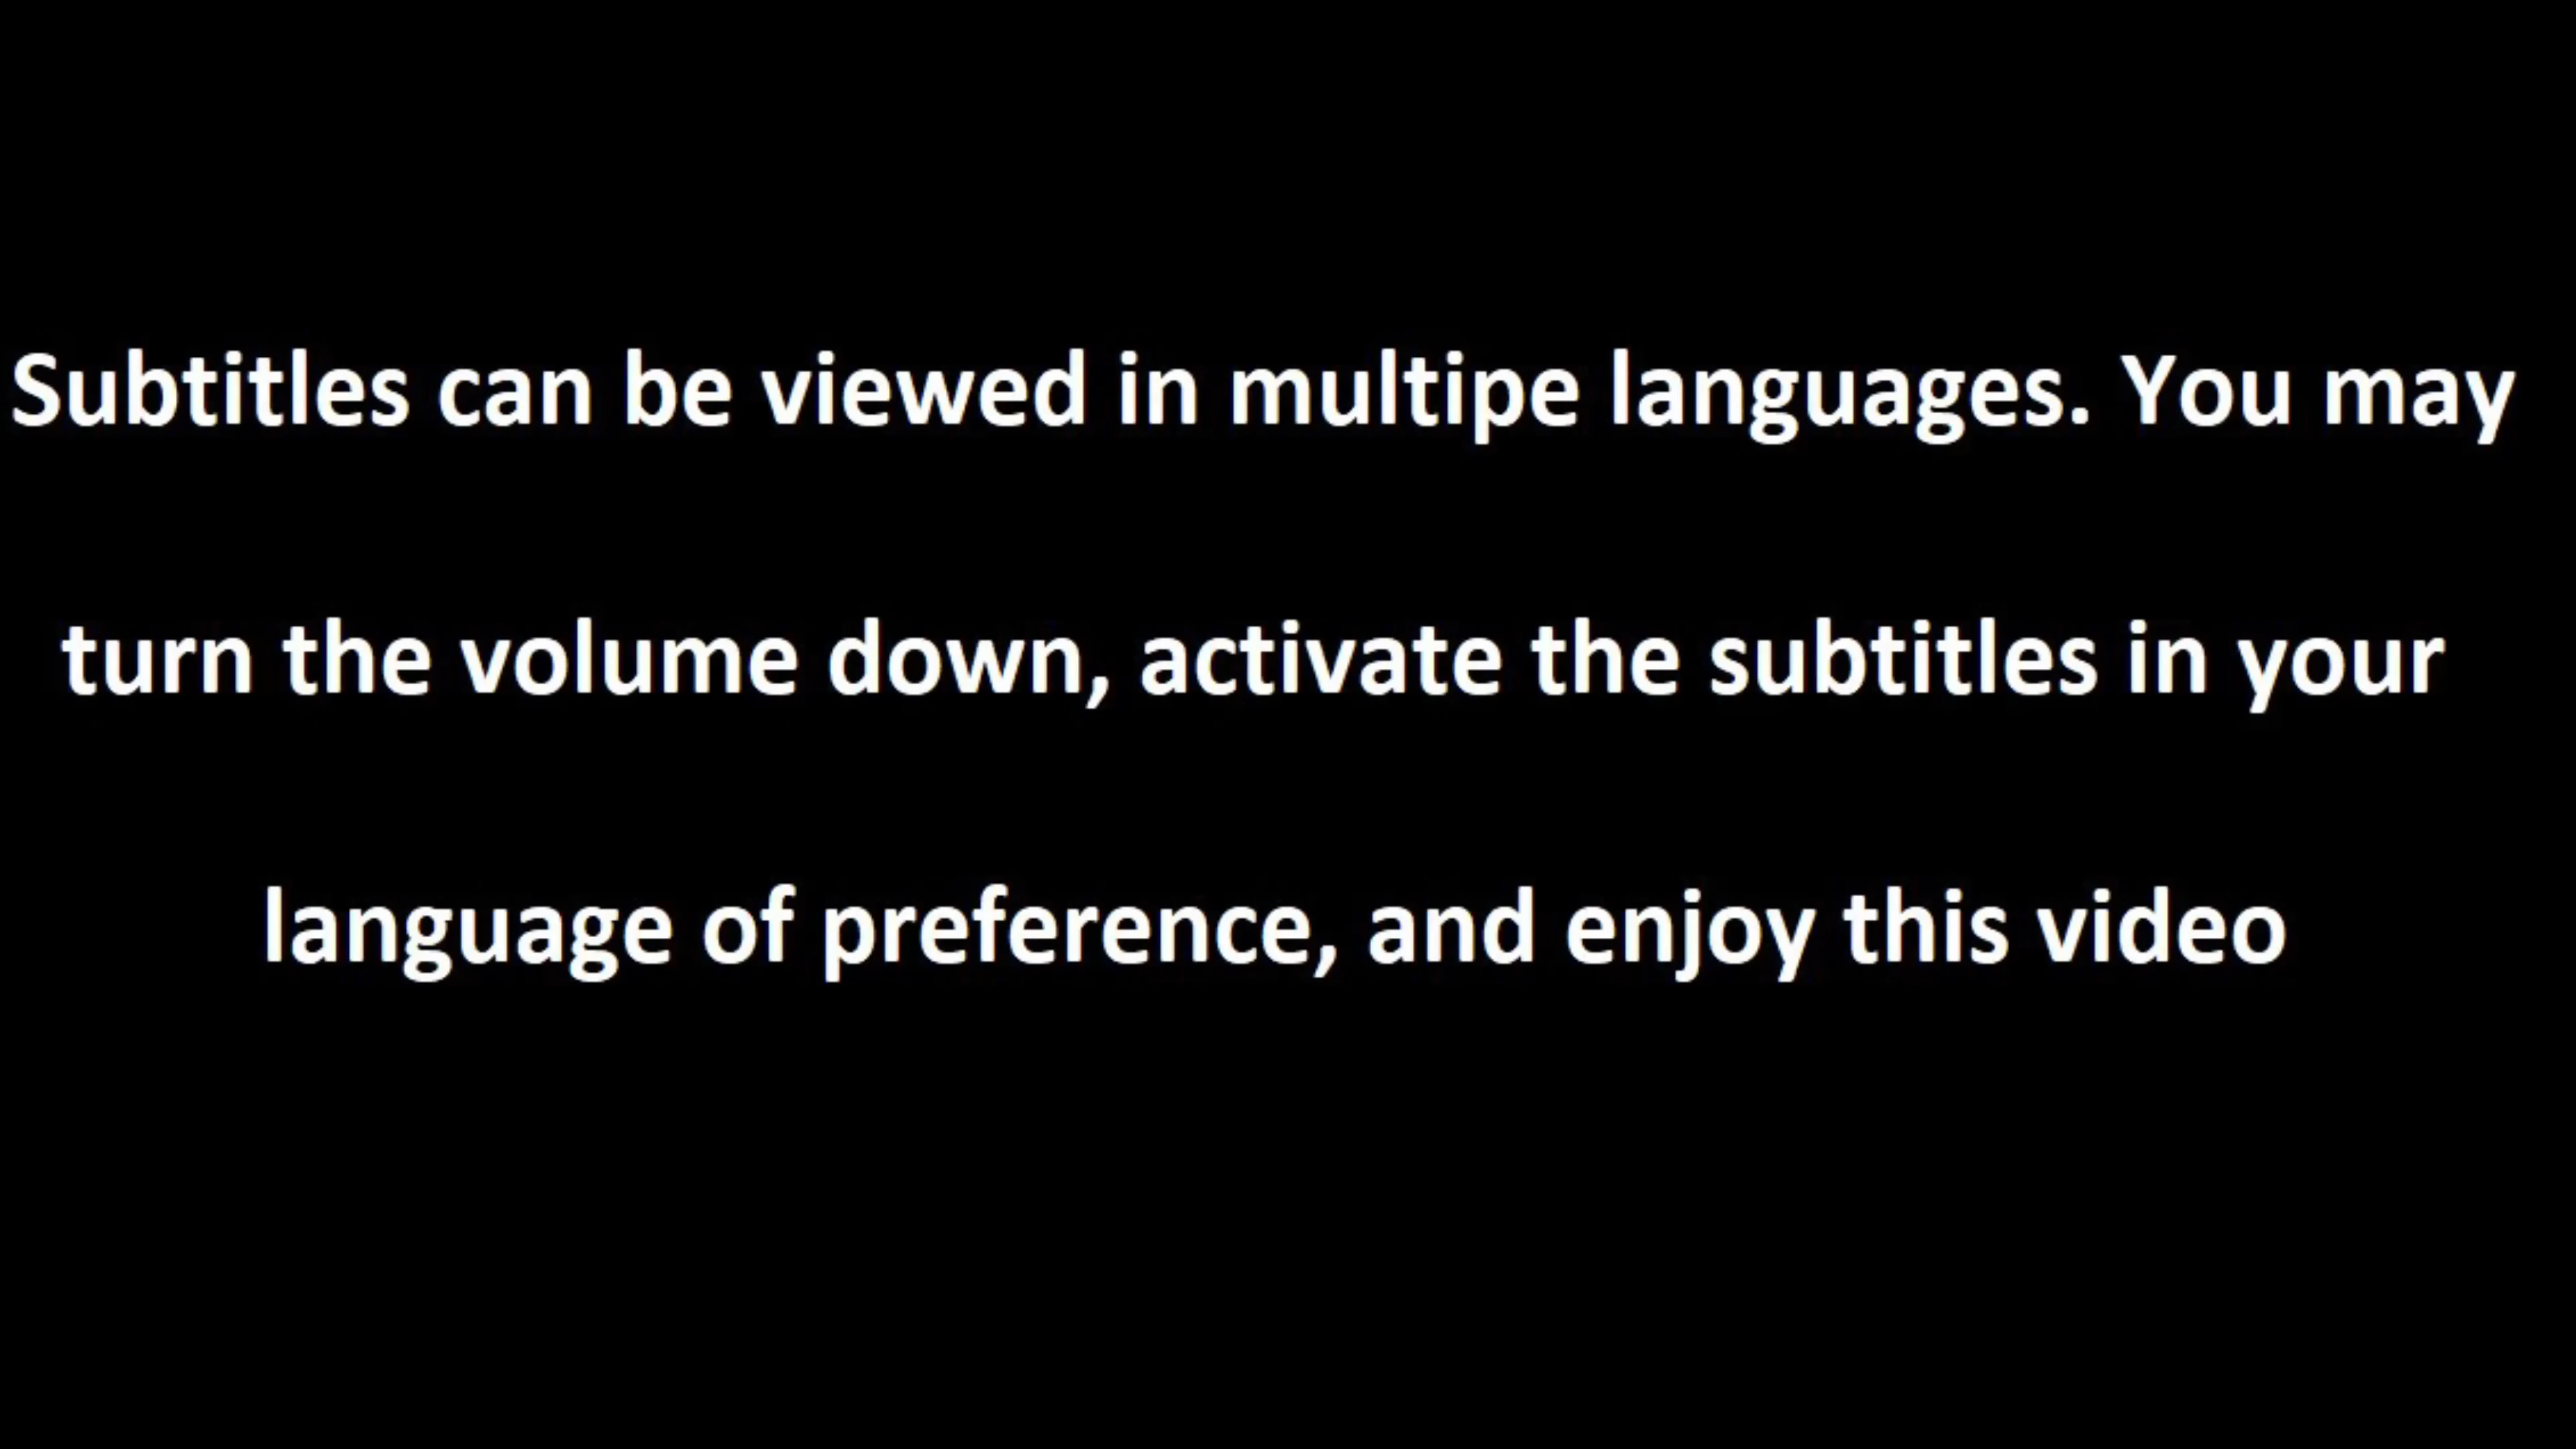 Subtitles can be viewed in multipe languages. You may
turn the volume down, activate the subtitles in your
language of preference, and enjoy this video